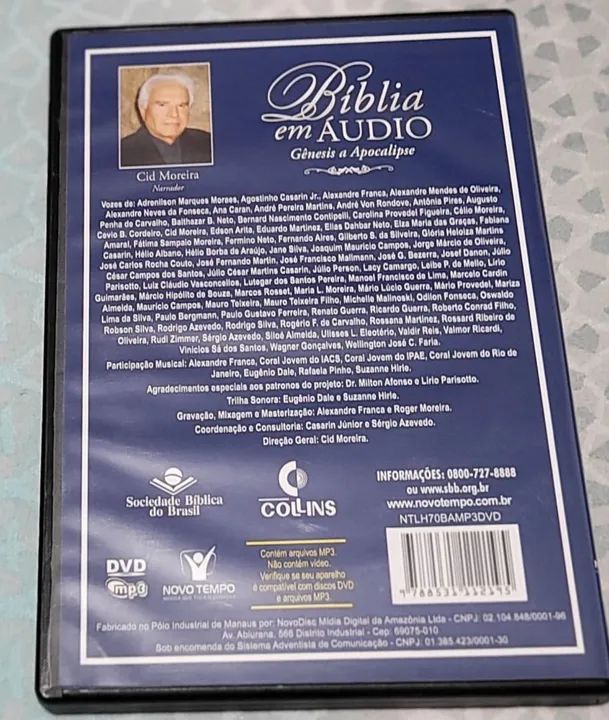 Bíblia
em ÁUDIO
Gênesis a Apocalipse
Cid Moreira
Narrador
Vozes de: Adrenilson Marques Moraes, Agostinho Casarin Jr., Alexandre Franca, Alexandre Mendes de Oliveira,
Alexandre Neves da Fonseca, Ana Caran, André Pereira Martins, André Von Rondove, Antônia Pires, Augusto
Penha de Carvalho, Balthazar B. Neto, Bernard Nascimento Contipelli, Carolina Provedel Figueira, Célio Moreira,
Cevio B. Cordeiro, Cid Moreira, Edson Arita, Eduardo Martinez, Elias Dahbar Neto, Elza Maria das Graças, Fabiana
Amaral, Fátima Sampaio Moreira, Fermino Neto, Fernando Aires, Gilberto S. da Silveira, Glória Heloiza Martins
Casarin, Hélio Albano, Hélio Borba de Araújo, Jane Silva, Joaquim Maurício Campos, Jorge Márcio de Oliveira,
José Carlos Rocha Couto, José Fernando Martin, José Francisco Mallmann, José G. Bezerra, Josef Danon, Júlio
César Campos dos Santos, Júlio César Martins Casarin, Júlio Person, Lacy Camargo, Leibe P. de Mello, Lírio
Parisotto, Luiz Cláudio Vasconcellos, Lutegar dos Santos Pereira, Manoel Francisco de Lima, Marcelo Cardin
Guimarães, Márcio Hipólito de Souza, Marcos Rosset, Maria L. Moreira, Mário Lúcio Guerra, Mário Provedel, Mariza
Almeida, Maurício Campos, Mauro Teixeira, Mauro Teixeira Filho, Michelle Malinoski, Odilon Fonseca, Oswaldo
Lima da Silva, Paulo Bergmann, Paulo Gustavo Ferreira, Renato Guerra, Ricardo Guerra, Roberto Conrad Filho,
Robson Silva, Rodrigo Azevedo, Rodrigo Silva, Rogério F. de Carvalho, Rossana Martinez, Rossard Ribeiro de
Oliveira, Rudi Zimmer, Sérgio Azevedo, Siloé Almeida, Ulisses L. Eleotério, Valdir Reis, Valmor Ricardi,
Vinícios Sá dos Santos, Wagner Gonçalves, Wellington José C. Faria.
Participação Musical: Alexandre Franca, Coral Jovem do IACS, Coral Jovem do IPAE, Coral Jovem do Rio de
Janeiro, Eugênio Dale, Rafaela Pinho, Suzanne Hirle.
Agradecimentos especiais aos patronos do projeto: Dr. Milton Afonso e Lírio Parisotto.
Trilha Sonora: Eugênio Dale e Suzanne Hirle.
Gravação, Mixagem e Masterização: Alexandre Franca e Roger Moreira.
Coordenação e Consultoria: Casarin Júnior e Sérgio Azevedo.
Direção Geral: Cid Moreira.
Sociedade Bíblica
do Brasil
COLLINS
INFORMAÇÕES: 0800-727-8888
ou www.sbb.org.br
www.novotempo.com.br
NTLH70BAMP3DVD
DVD
mp3
NOVO TEMPO
Contém arquivos MP3.
Não contém vídeo.
Verifique se seu aparelho
é compatível com discos DVD
e arquivos MP3.
9 788531 112195
Fabricado no Pólo Industrial de Manaus por: NovoDisc Mídia Digital da Amazônia Ltda - CNPJ: 02.104.848/0001-96
Av. Abiurana, 566 Distrito Industrial - Cep: 69075-010
Sob encomenda do Sistema Adventista de Comunicação - CNPJ: 01.385.423/0001-30